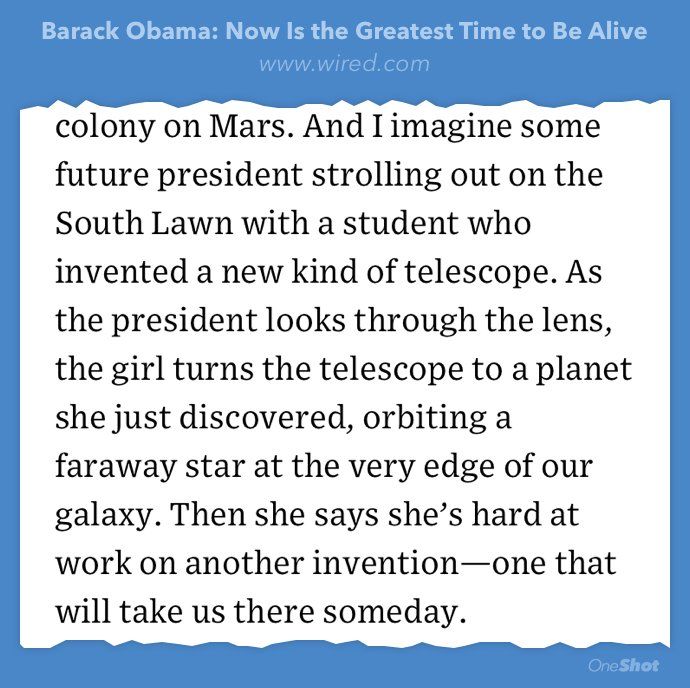 Barack Obama: Now Is the Greatest Time to Be Alive
www.wired.com
colony on Mars. And I imagine some
future president strolling out on the
South Lawn with a student who
invented a new kind of telescope. As
the president looks through the lens,
the girl turns the telescope to a planet
she just discovered, orbiting a
faraway star at the very edge of our
galaxy. Then she says she’s hard at
work on another invention—one that
will take us there someday.
OneShot